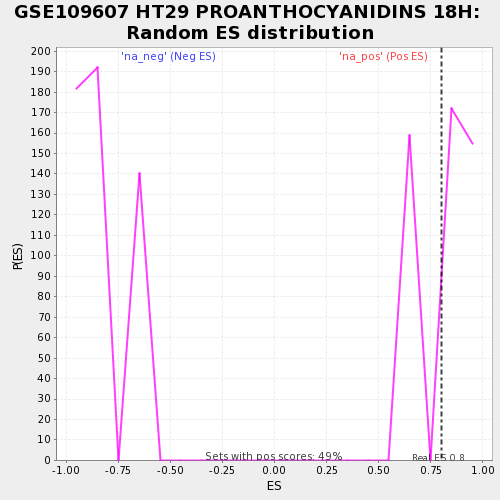 GSE109607 HT29 PROANTHOCYANIDINS 18H:
Random ES distribution
'na_neg' (Neg ES)
'na_pos' (Pos ES)
200
190
180
170
160
150
140
130
120
110
100
90
80
70
60
50
40
30
20
10
0
P(ES)
Sets with pos scores: 49%
Real ES 0.8
-1.00 -0.75 -0.50 -0.25 0.00 0.25 0.50 0.75 1.00
ES